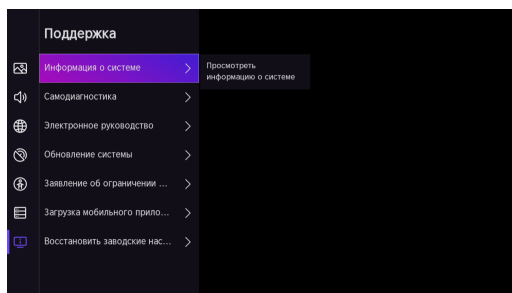 Поддержка
Информация о системе
Просмотреть
информацию о системе
Самодиагностика
Электронное руководство
Обновление системы
Заявление об ограничении ...
Загрузка мобильного прило...
Восстановить заводские нас...